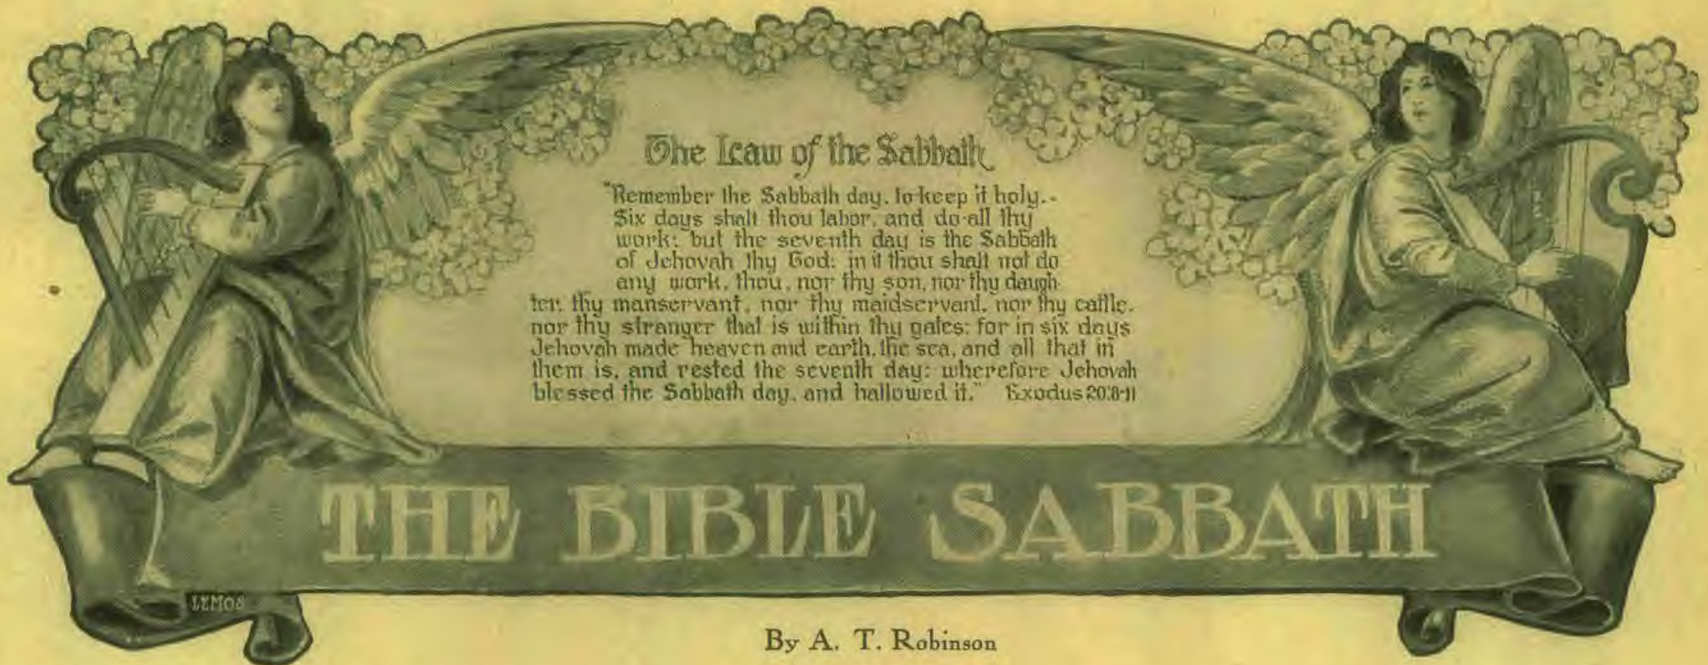 The Law of the Sabbath
"Remember the Sabbath day, to keep it holy.
Six days shalt thou labor, and do all thy
work; but the seventh day is the Sabbath
of Jehovah thy God: in it thou shalt not do
any work, thou, nor thy son, nor thy daugh
ter, thy manservant, nor thy maidservant, nor thy cattle,
nor thy stranger that is within thy gates: for in six days
Jehovah made heaven and earth, the sea, and all that in
them is, and rested the seventh day: wherefore Jehovah
blessed the Sabbath day, and hallowed it." Exodus 20:8-11
THE BIBLE SABBATH
LEMOS
By A. T. Robinson